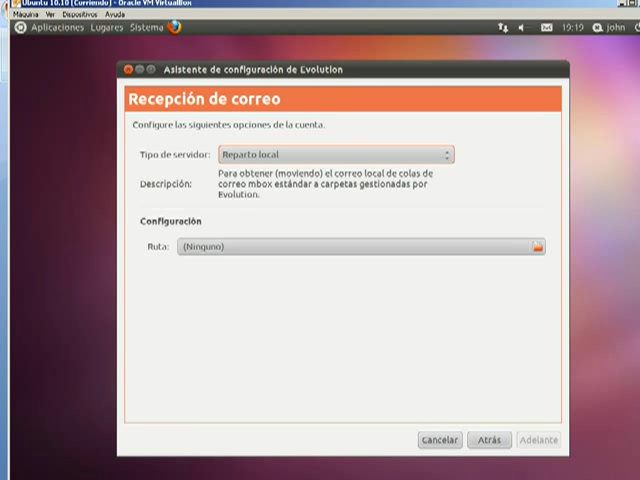 Ubuntu 10.10 [Corriendo] - Oracle VM VirtualBox
Máquina Ver Dispositivos Ayuda
Aplicaciones Lugares Sistema 19:19 john
Asistente de configuración de Evolution
Recepción de correo
Configure las siguientes opciones de la cuenta.
Tipo de servidor: Reparto local
Descripción: Para obtener (moviendo) el correo local de colas de
correo mbox estándar a carpetas gestionadas por
Evolution.
Configuración
Ruta: (Ninguno)
Cancelar Atrás Adelante